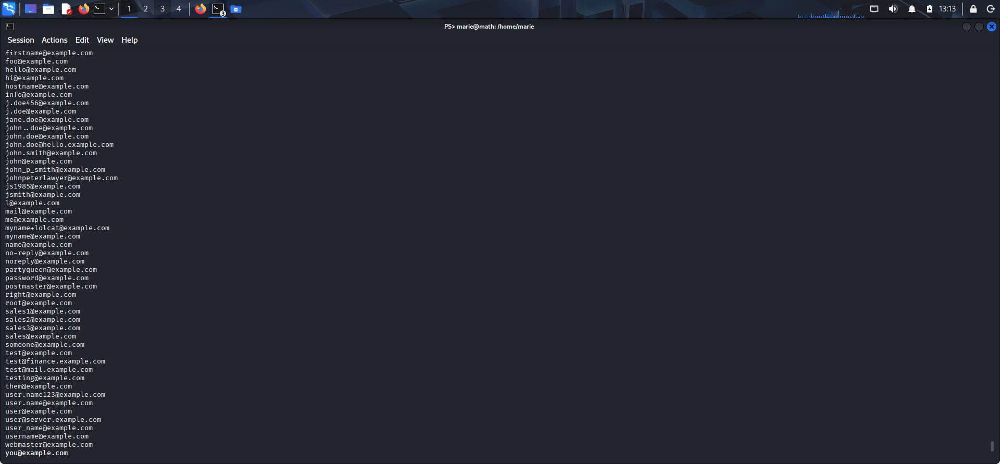 1 2 3 4 3 13:13
PS> marie@math: /home/marie
Session Actions Edit View Help
firstname@example.com
foo@example.com
hello@example.com
hi@example.com
hostname@example.com
info@example.com
j.doe456@example.com
j.doe@example.com
jane.doe@example.com
john..doe@example.com
john.doe@example.com
john.doe@hello.example.com
john.smith@example.com
john@example.com
john_p_smith@example.com
johnpeterlawyer@example.com
js1985@example.com
jsmith@example.com
l@example.com
mail@example.com
me@example.com
myname+lolcat@example.com
myname@example.com
name@example.com
no-reply@example.com
noreply@example.com
partyqueen@example.com
password@example.com
postmaster@example.com
right@example.com
root@example.com
sales1@example.com
sales2@example.com
sales3@example.com
sales@example.com
someone@example.com
test@example.com
test@finance.example.com
test@mail.example.com
testing@example.com
them@example.com
user.name123@example.com
user.name@example.com
user@example.com
user@server.example.com
user_name@example.com
username@example.com
webmaster@example.com
you@example.com